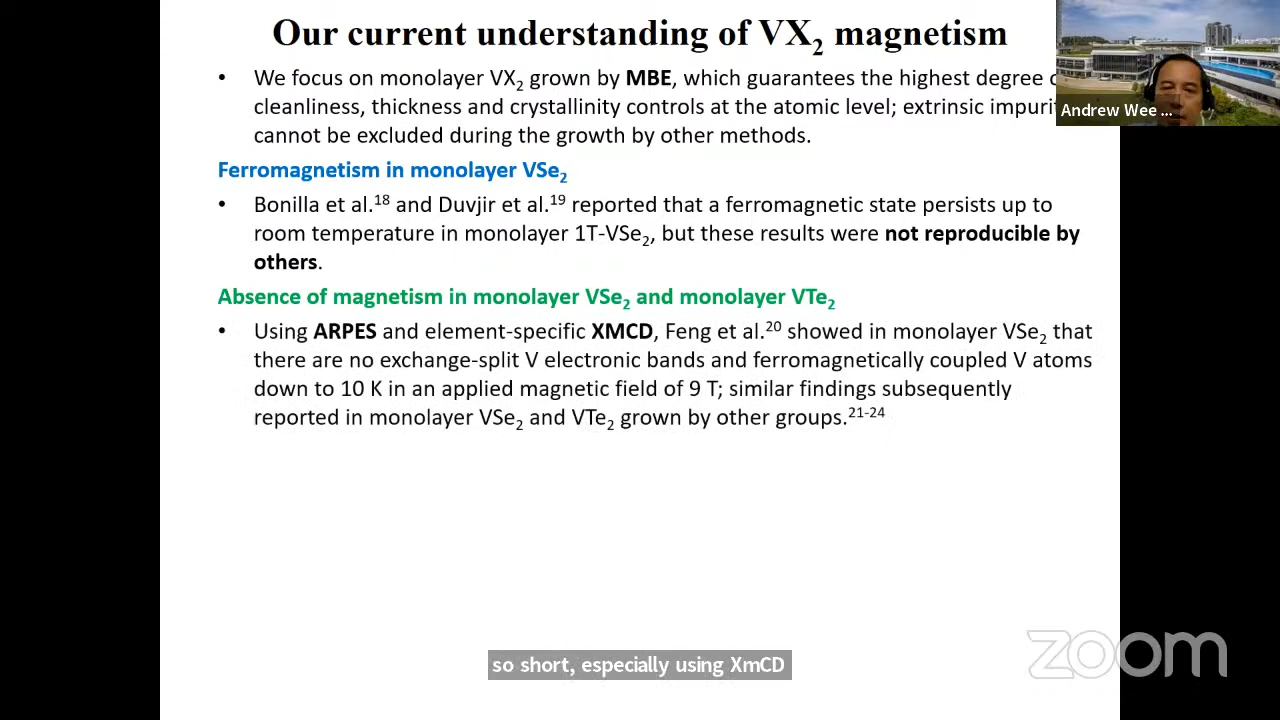 Our current understanding of VX₂ magnetism
• We focus on monolayer VX₂ grown by MBE, which guarantees the highest degree
cleanliness, thickness and crystallinity controls at the atomic level; extrinsic
cannot be excluded during the growth by other methods.
Ferromagnetism in monolayer VSe₂
• Bonilla et al.¹⁸ and Duvjir et al.¹⁹ reported that a ferromagnetic state persists up to
room temperature in monolayer 1T-VSe₂, but these results were not reproducible by
others.
Absence of magnetism in monolayer VSe₂ and monolayer VTe₂
• Using ARPES and element-specific XMCD, Feng et al.²⁰ showed in monolayer VSe₂ that
there are no exchange-split V electronic bands and ferromagnetically coupled V atoms
down to 10 K in an applied magnetic field of 9 T; similar findings subsequently
reported in monolayer VSe₂ and VTe₂ grown by other groups.²¹⁻²⁴
Andrew Wee ...
so short, especially using XmCD
zoom